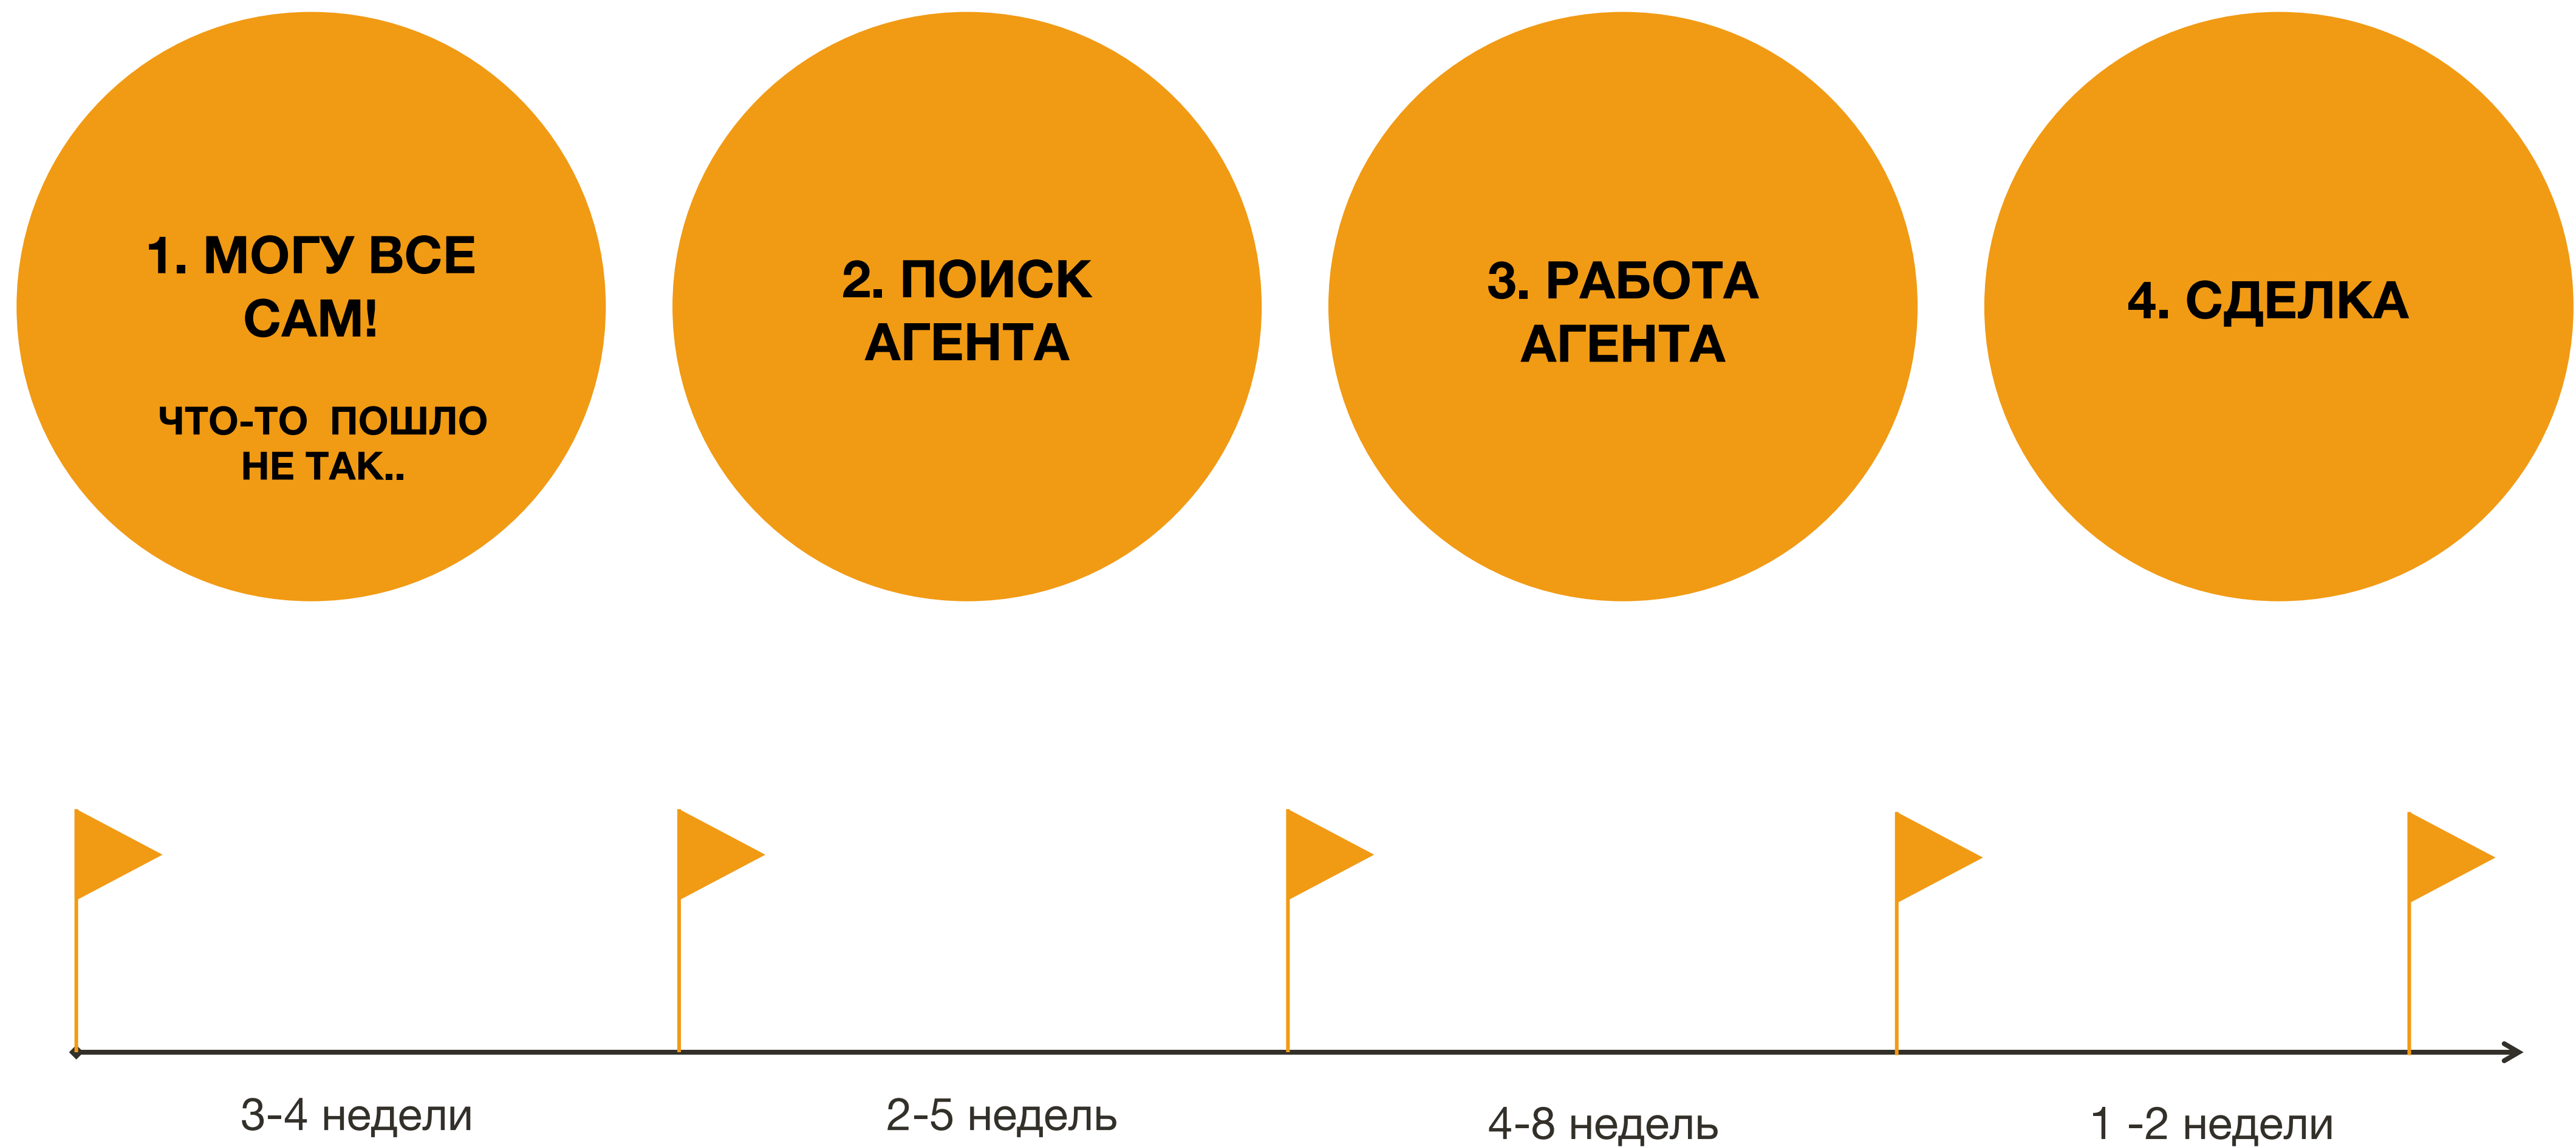 1. МОГУ ВСЕ
САМ!
ЧТО-ТО ПОШЛО
НЕ ТАК..
2. ПОИСК
АГЕНТА
3. РАБОТА
АГЕНТА
4. СДЕЛКА
3-4 недели
2-5 недель
4-8 недель
1 -2 недели